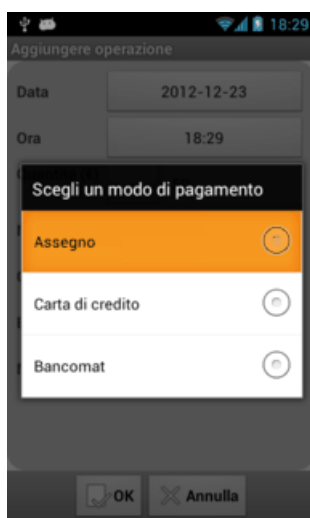 18:29
Aggiungere operazione
Data
2012-12-23
Ora
18:29
Scegli un modo di pagamento
Assegno
Carta di credito
Bancomat
OK
Annulla